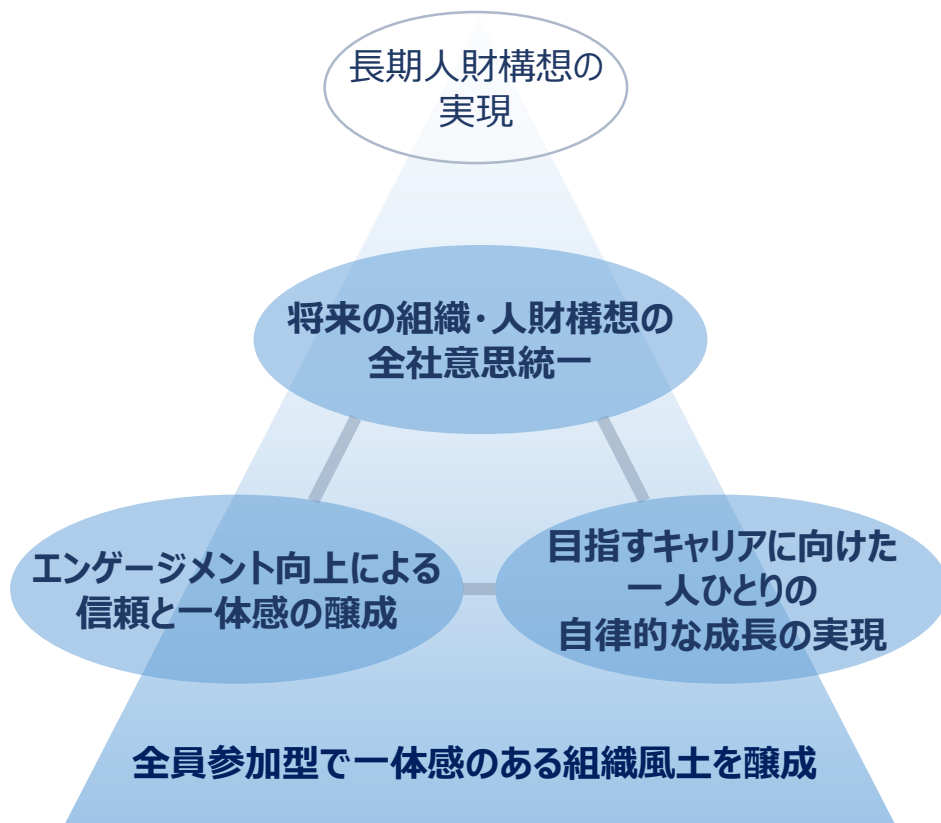 長期人財構想の
実現
将来の組織・人財構想の
全社意思統一
エンゲージメント向上による
信頼と一体感の醸成
目指すキャリアに向けた
一人ひとりの
自律的な成長の実現
全員参加型で一体感のある組織風土を醸成